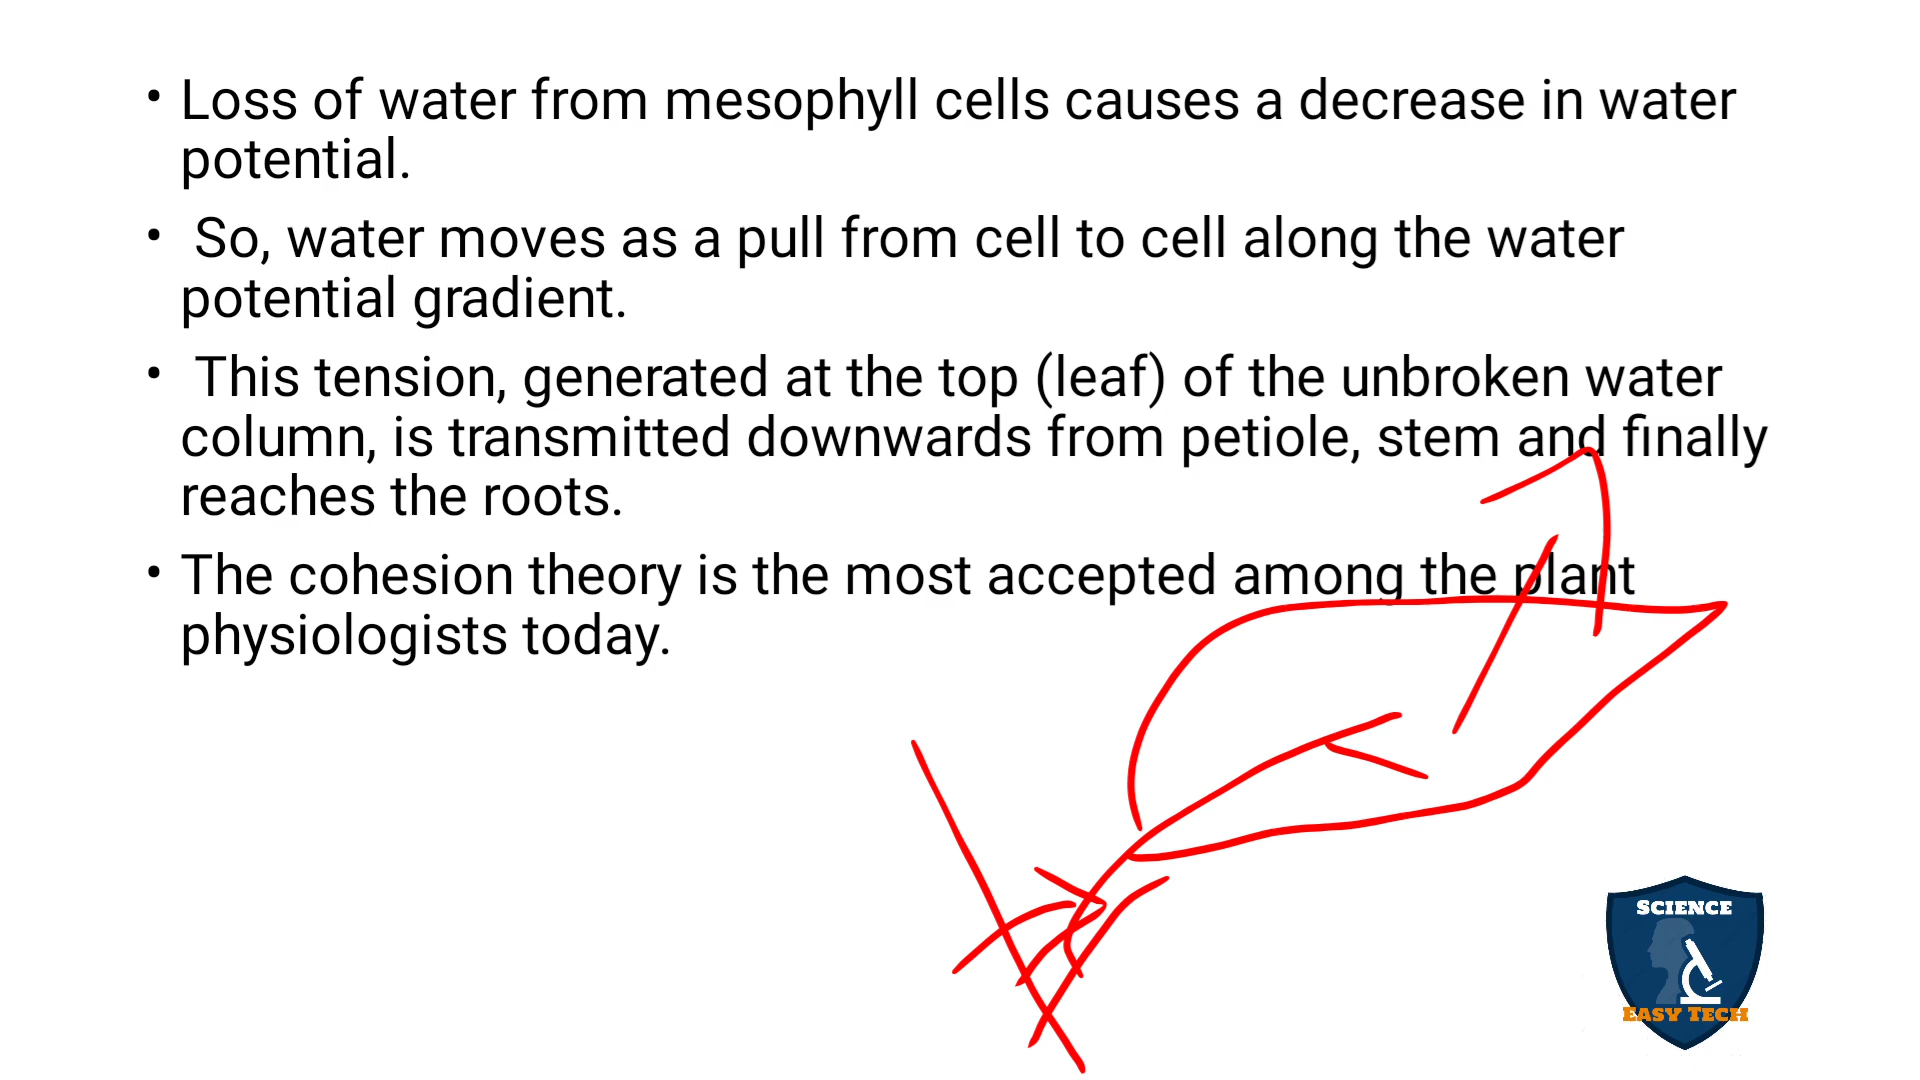 • Loss of water from mesophyll cells causes a decrease in water
potential.
• So, water moves as a pull from cell to cell along the water
potential gradient.
• This tension, generated at the top (leaf) of the unbroken water
column, is transmitted downwards from petiole, stem and finally
reaches the roots.
• The cohesion theory is the most accepted among the plant
physiologists today.
SCIENCE
EASY TECH